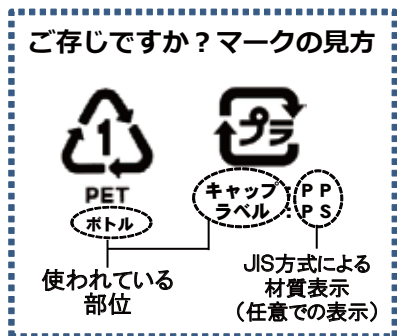 ご存じですか？マークの見方
1
プラ
PET
ボトル
キャップ：PP
ラベル：PS
使われている
部位
JIS方式による
材質表示
（任意での表示）